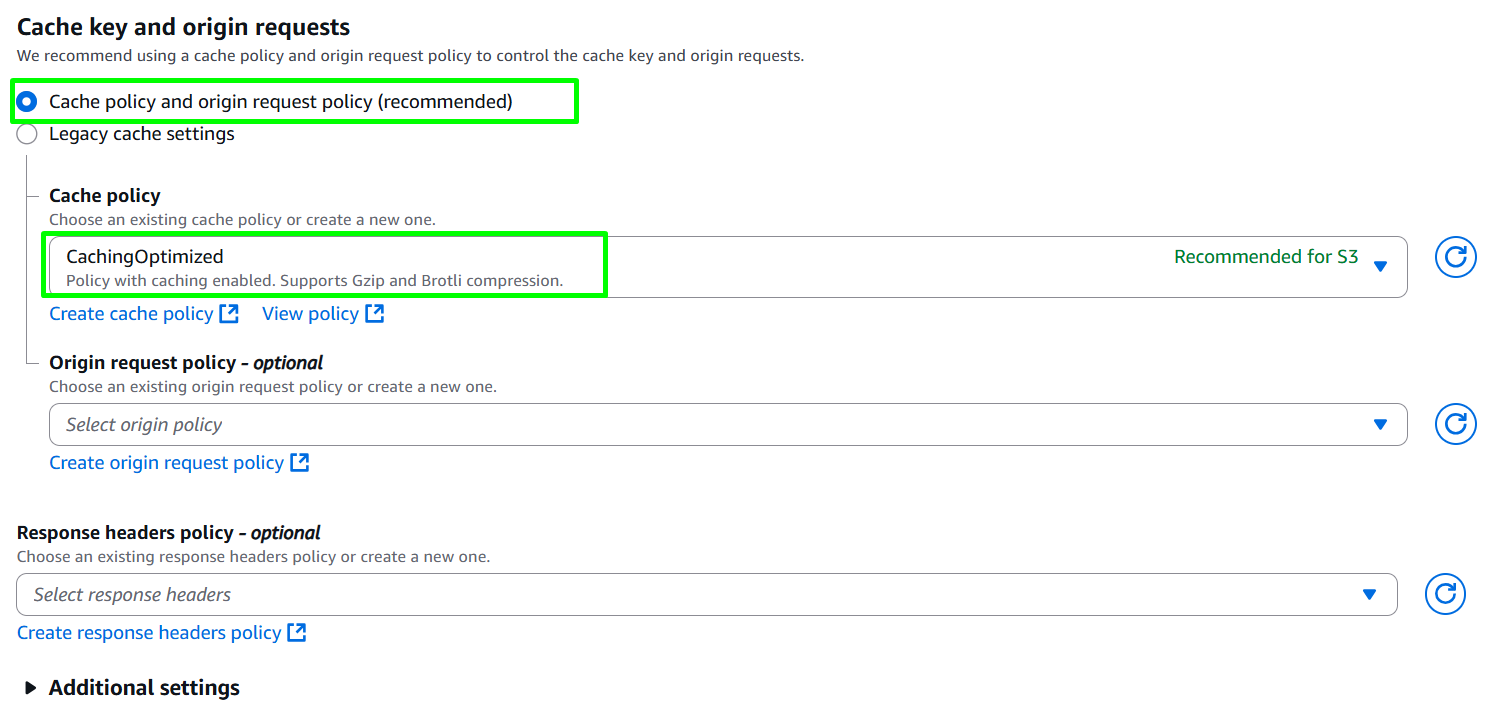 Cache key and origin requests
We recommend using a cache policy and origin request policy to control the cache key and origin requests.
Cache policy and origin request policy (recommended)
Legacy cache settings
Cache policy
Choose an existing cache policy or create a new one.
CachingOptimized
Recommended for S3
Policy with caching enabled. Supports Gzip and Brotli compression.
Create cache policy View policy
Origin request policy - optional
Choose an existing origin request policy or create a new one.
Select origin policy
Create origin request policy
Response headers policy - optional
Choose an existing response headers policy or create a new one.
Select response headers
Create response headers policy
Additional settings